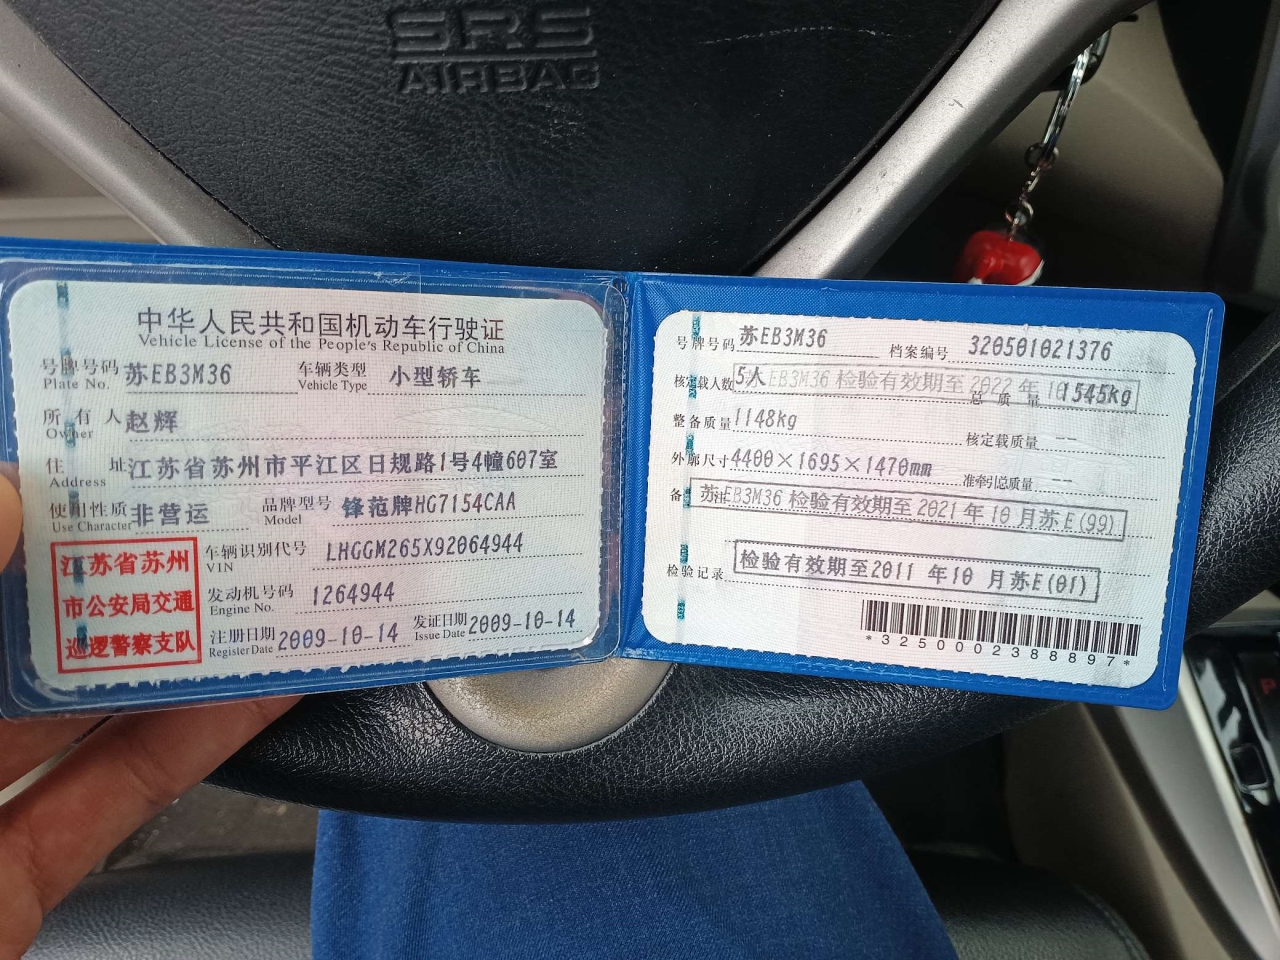 SRS
AIRBAG
中华人民共和国机动车行驶证
Vehicle License of the People's Republic of China
号牌号码 苏EB3M36 车辆类型 小型轿车
Plate No. Vehicle Type
所有人 赵辉
Owner
住址 江苏省苏州市平江区日规路1号4幢607室
Address
使用性质 非营运 品牌型号 锋范牌HG7154CAA
Use Character Model
江苏省苏州
市公安局交通
巡逻警察支队
车辆识别代号 LHGGM265X92064944
VIN
发动机号码 1264944
Engine No.
注册日期 2009-10-14 发证日期 2009-10-14
Register Date Issue Date
号牌号码 苏EB3M36 档案编号 320501021376
核定载人数 5人 总质量 1545kg
苏EB3M36 检验有效期至 2022 年 10
整备质量 1148kg 核定载质量 --
外廓尺寸 4400×1695×1470mm 准牵引总质量 --
备注
苏EB3M36 检验有效期至 2021 年 10 月苏E(99)
检验记录 检验有效期至2011 年10 月苏E(01)
*3250002388897*